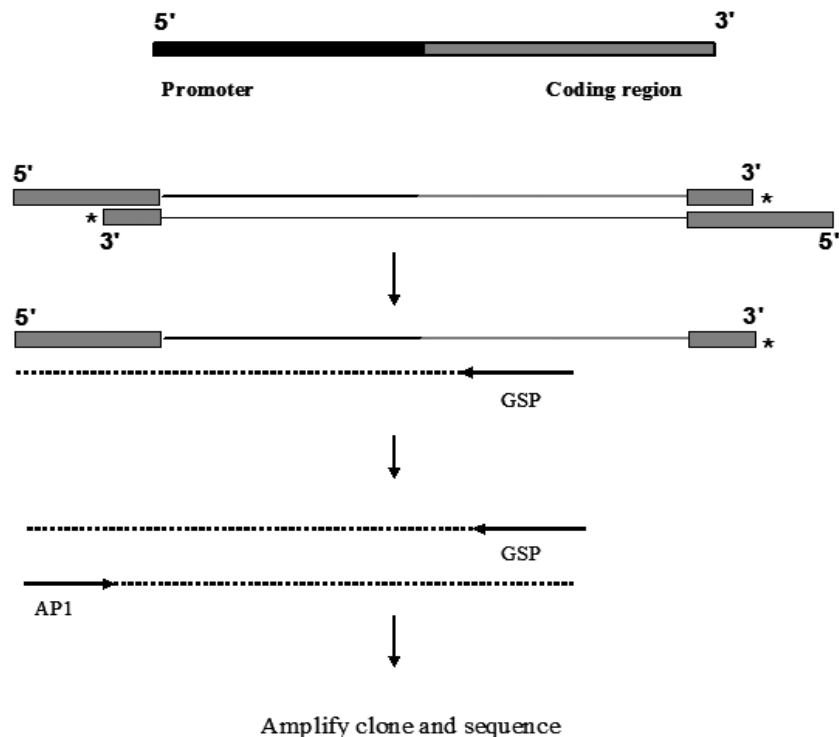 5' 3'
Promoter Coding region
5' 3' *
* 3' 5'
5' 3' *
GSP
GSP
AP1
Amplify clone and sequence